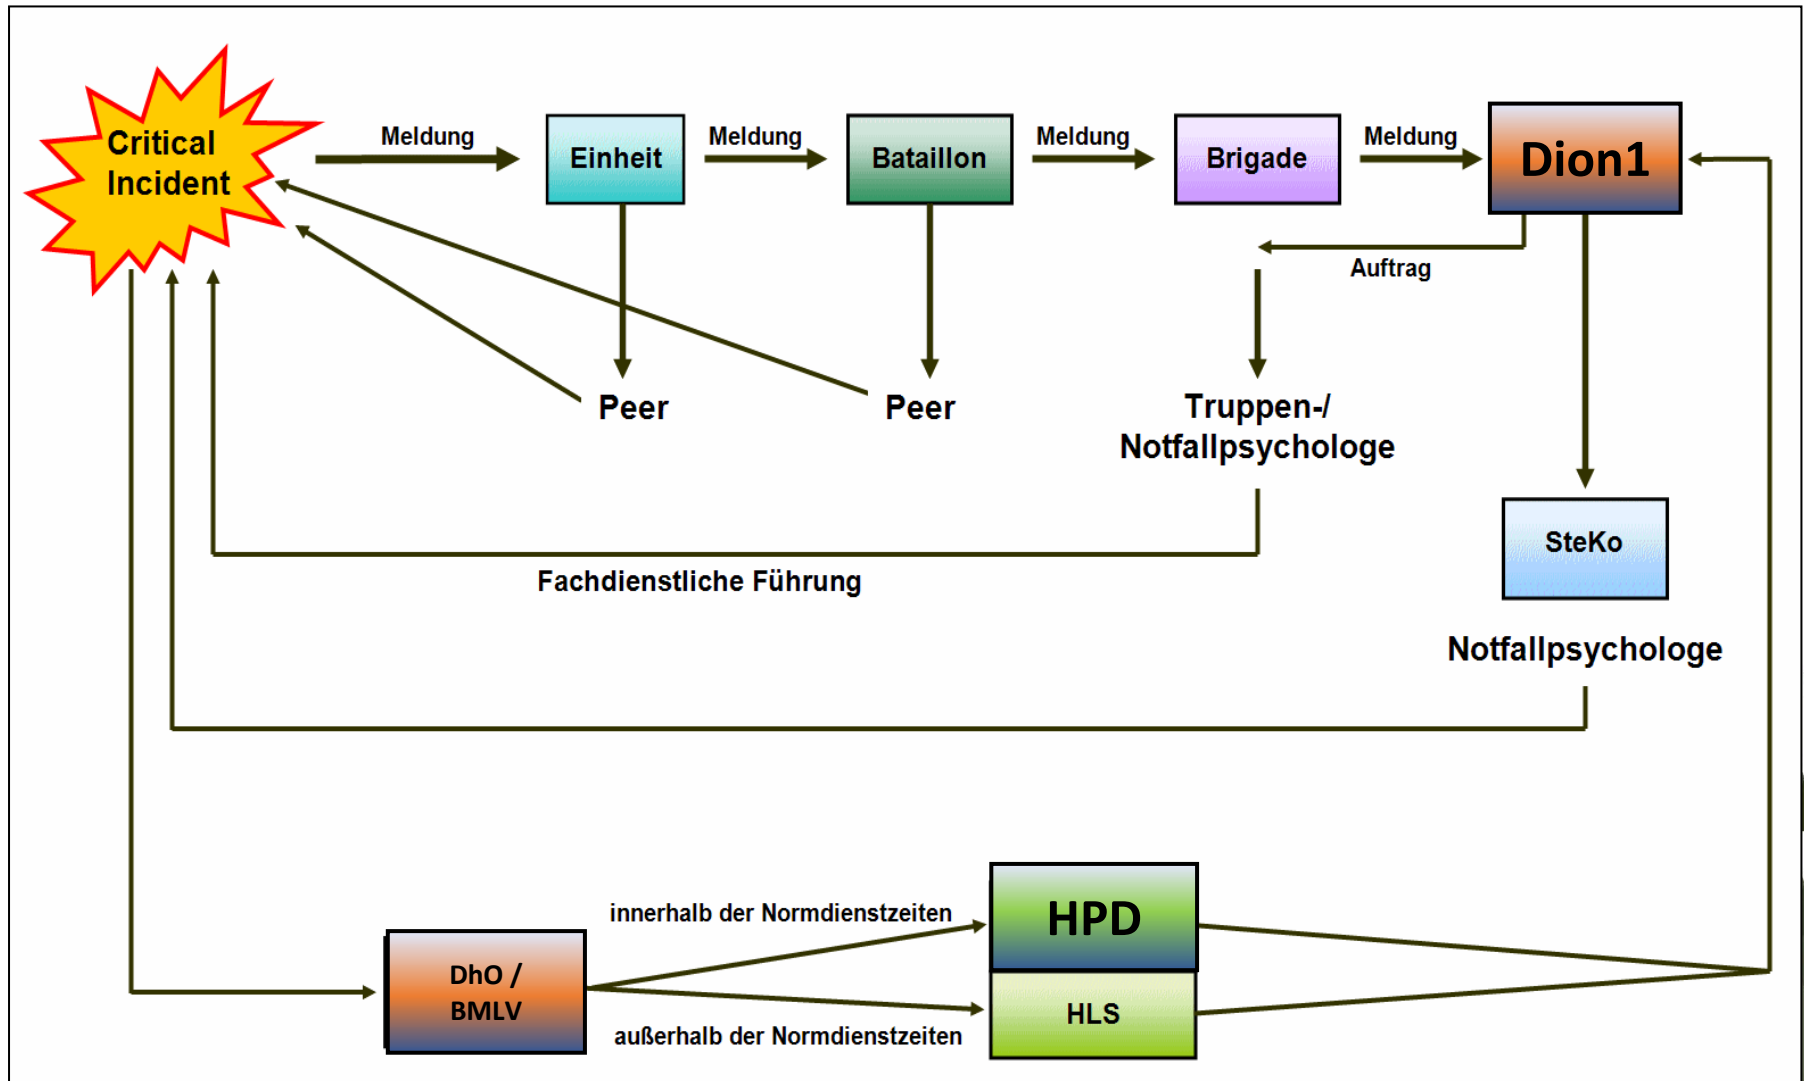 Critical
Incident
Meldung
Einheit
Meldung
Bataillon
Meldung
Brigade
Meldung
Dion1
Auftrag
Peer
Peer
Truppen-/
Notfallpsychologe
SteKo
Fachdienstliche Führung
Notfallpsychologe
innerhalb der Normdienstzeiten
HPD
DhO /
BMLV
HLS
außerhalb der Normdienstzeiten